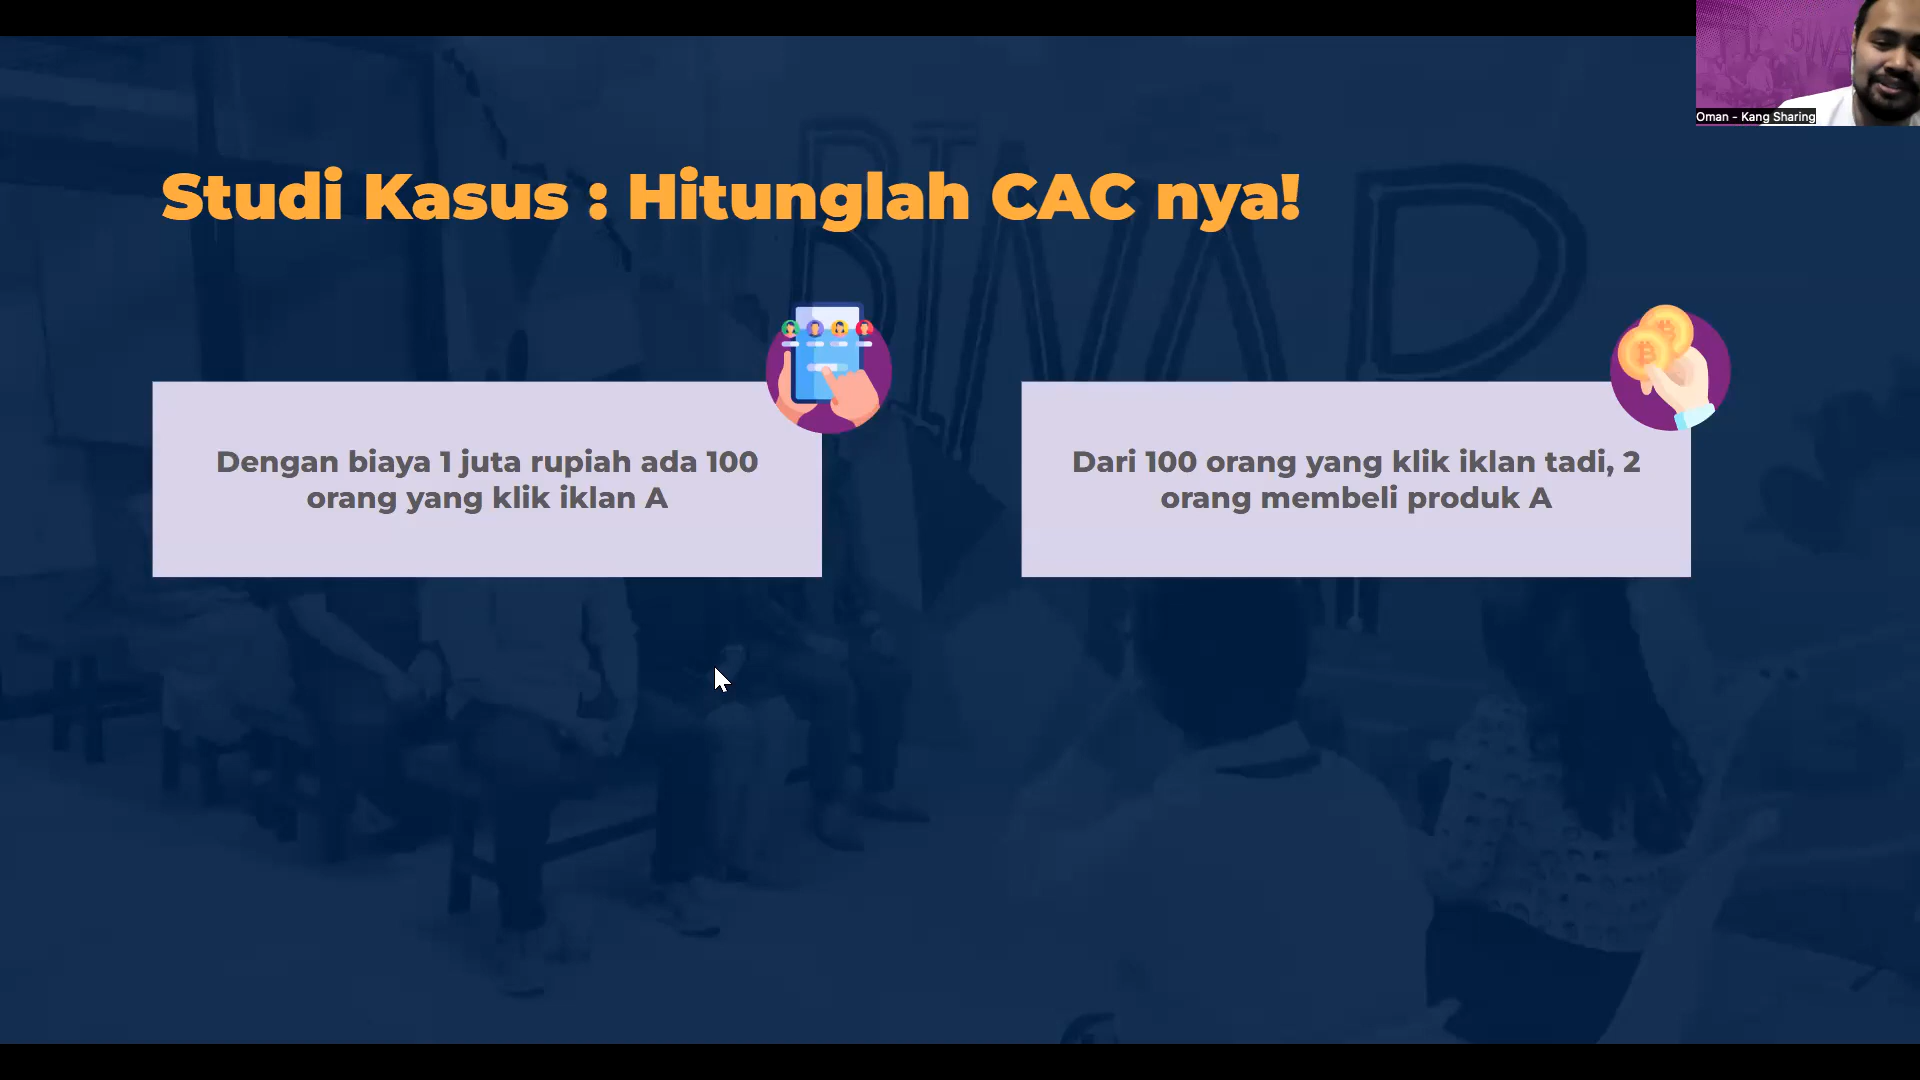 Oman - Kang Sharing
BINAR
Studi Kasus : Hitunglah CAC nya!
Dengan biaya 1 juta rupiah ada 100
orang yang klik iklan A
Dari 100 orang yang klik iklan tadi, 2
orang membeli produk A